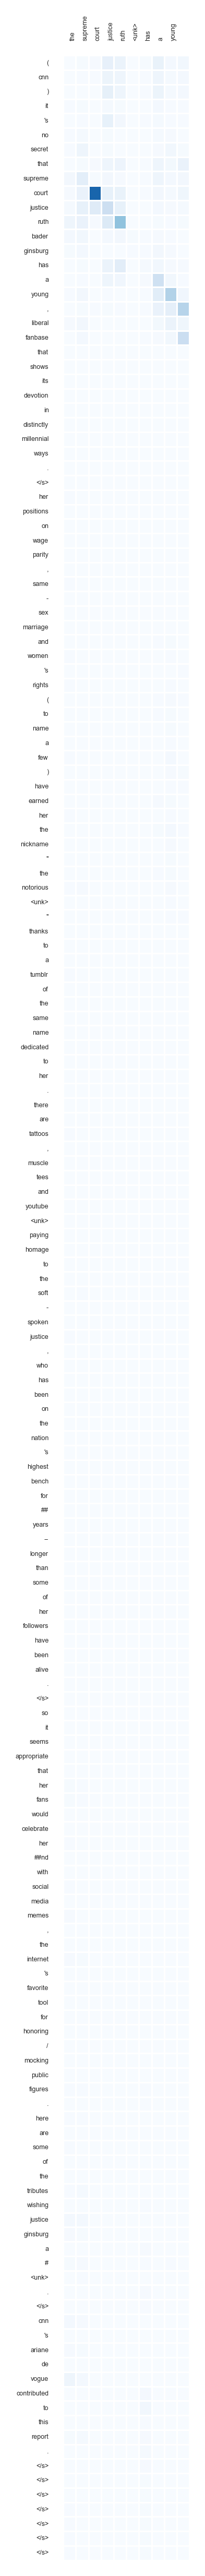 the supreme court justice ruth <unk> has a young
(
cnn
)
it
's
no
secret
that
supreme
court
justice
ruth
bader
ginsburg
has
a
young
,
liberal
fanbase
that
shows
its
devotion
in
distinctly
millennial
ways
.
</s>
her
positions
on
wage
parity
,
same
-
sex
marriage
and
women
's
rights
(
to
name
a
few
)
have
earned
her
the
nickname
"
the
notorious
<unk>
"
thanks
to
a
tumblr
of
the
same
name
dedicated
to
her
.
there
are
tattoos
,
muscle
tees
and
youtube
<unk>
paying
homage
to
the
soft
-
spoken
justice
,
who
has
been
on
the
nation
's
highest
bench
for
##
years
–
longer
than
some
of
her
followers
have
been
alive
.
</s>
so
it
seems
appropriate
that
her
fans
would
celebrate
her
##nd
with
social
media
memes
,
the
internet
's
favorite
tool
for
honoring
/
mocking
public
figures
.
here
are
some
of
the
tributes
wishing
justice
ginsburg
a
#
<unk>
.
</s>
cnn
's
ariane
de
vogue
contributed
to
this
report
.
</s>
</s>
</s>
</s>
</s>
</s>
</s>